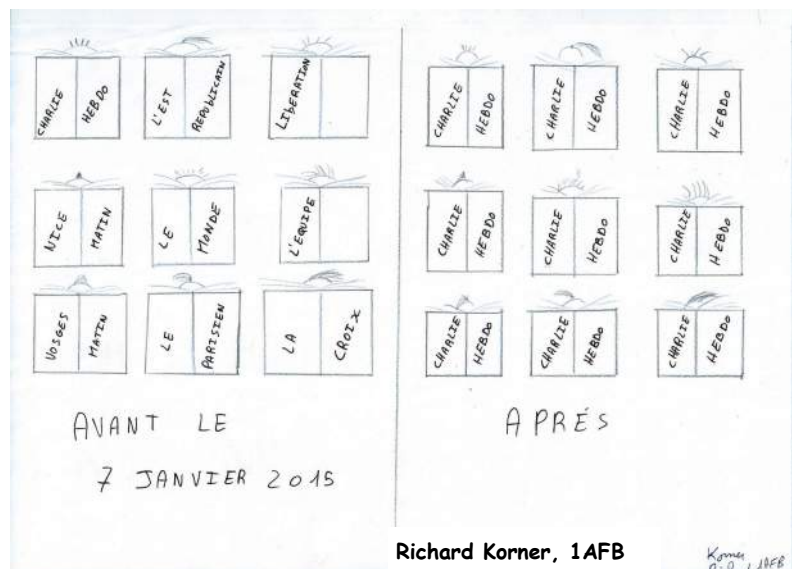 CHARLIE HEBDO
L'EST REPUBLICAIN
LIBERATION
NICE MATIN
LE MONDE
L'EQUIPE
VOSGES MATIN
LE PARISIEN
LA CROIX
AVANT LE
7 JANVIER 2015
CHARLIE HEBDO
CHARLIE HEBDO
CHARLIE HEBDO
CHARLIE HEBDO
CHARLIE HEBDO
CHARLIE HEBDO
CHARLIE HEBDO
CHARLIE HEBDO
CHARLIE HEBDO
APRÉS
Richard Korner, 1AFB
Korner
1AFB